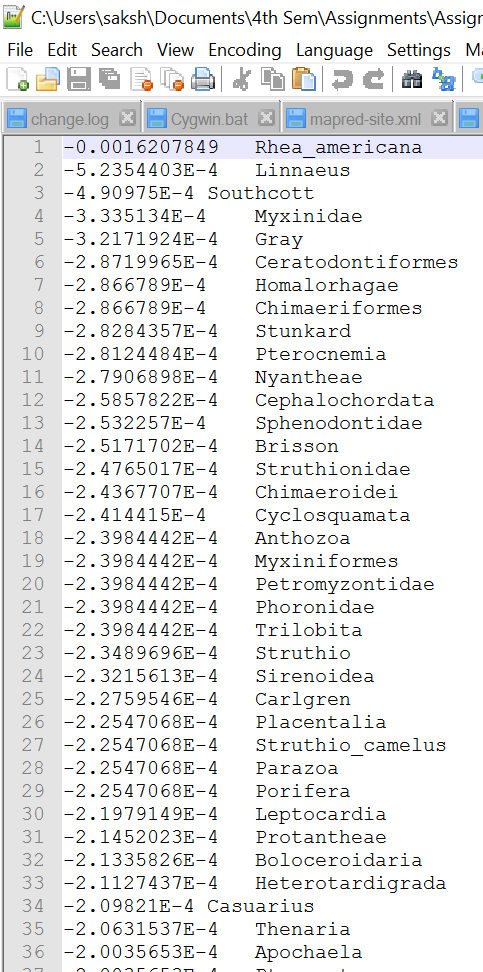 C:\Users\saksh\Documents\4th Sem\Assignments\Assign
File Edit Search View Encoding Language Settings Ma
change.log Cygwin.bat mapred-site.xml
1 -0.0016207849 Rhea_americana
2 -5.2354403E-4 Linnaeus
3 -4.90975E-4 Southcott
4 -3.335134E-4 Myxinidae
5 -3.2171924E-4 Gray
6 -2.8719965E-4 Ceratodontiformes
7 -2.866789E-4 Homalorhagae
8 -2.866789E-4 Chimaeriformes
9 -2.8284357E-4 Stunkard
10 -2.8124484E-4 Pterocnemia
11 -2.7906898E-4 Nyantheae
12 -2.5857822E-4 Cephalochordata
13 -2.532257E-4 Sphenodontidae
14 -2.5171702E-4 Brisson
15 -2.4765017E-4 Struthionidae
16 -2.4367707E-4 Chimaeroidei
17 -2.414415E-4 Cyclosquamata
18 -2.3984442E-4 Anthozoa
19 -2.3984442E-4 Myxiniformes
20 -2.3984442E-4 Petromyzontidae
21 -2.3984442E-4 Phoronidae
22 -2.3984442E-4 Trilobita
23 -2.3489696E-4 Struthio
24 -2.3215613E-4 Sirenoidea
25 -2.2759546E-4 Carlgren
26 -2.2547068E-4 Placentalia
27 -2.2547068E-4 Struthio_camelus
28 -2.2547068E-4 Parazoa
29 -2.2547068E-4 Porifera
30 -2.1979149E-4 Leptocardia
31 -2.1452023E-4 Protantheae
32 -2.1335826E-4 Boloceroidaria
33 -2.1127437E-4 Heterotardigrada
34 -2.09821E-4 Casuarius
35 -2.0631537E-4 Thenaria
36 -2.0035653E-4 Apochaela